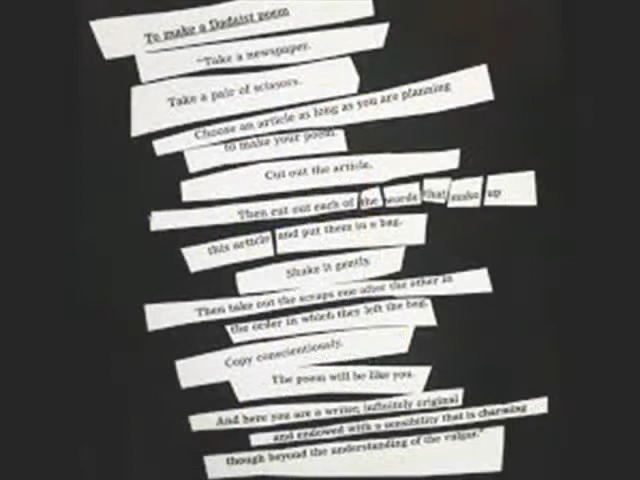 To make a Dadaist poem
"Take a newspaper.
Take a pair of scissors.
Choose an article as long as you are planning
to make your poem.
Cut out the article.
Then cut out each of the words that make up
this article and put them in a bag.
Shake it gently.
Then take out the scraps one after the other in
the order in which they left the bag.
Copy conscientiously.
The poem will be like you.
And here you are a writer, infinitely original
and endowed with a sensibility that is charming
though beyond the understanding of the vulgar."